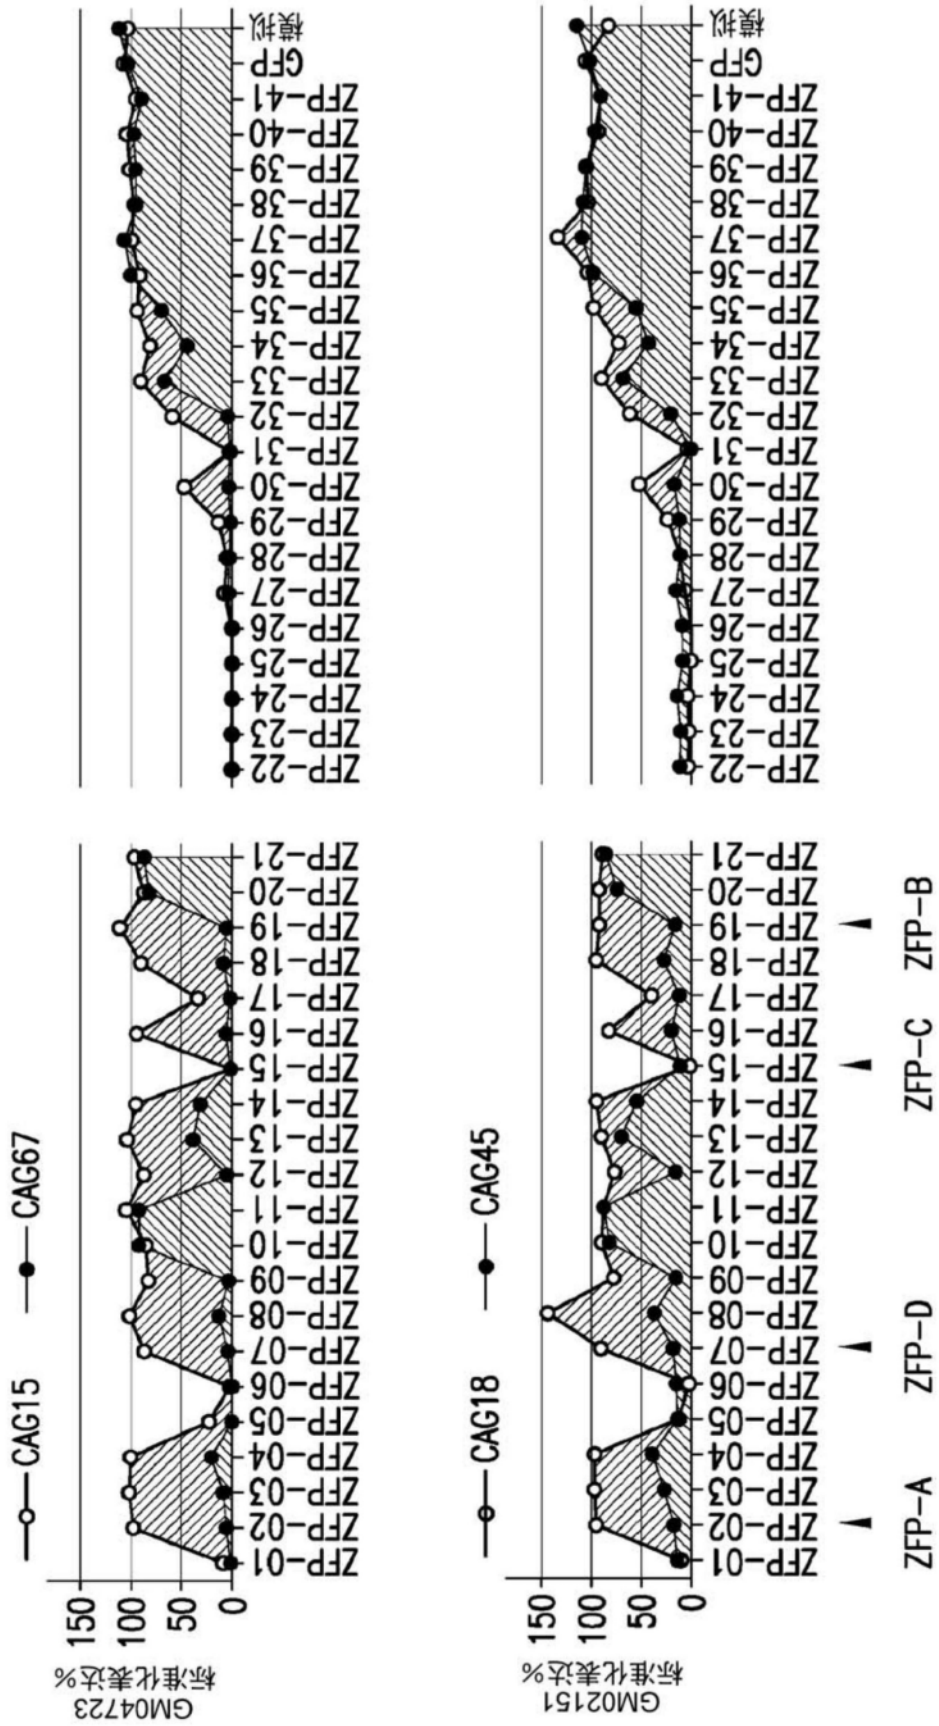 CAG15 CAG67
GM04723
标准化表达%
150
100
50
0
ZFP-01 ZFP-02 ZFP-03 ZFP-04 ZFP-05 ZFP-06 ZFP-07 ZFP-08 ZFP-09 ZFP-10 ZFP-11 ZFP-12 ZFP-13 ZFP-14 ZFP-15 ZFP-16 ZFP-17 ZFP-18 ZFP-19 ZFP-20 ZFP-21 ZFP-22 ZFP-23 ZFP-24 ZFP-25 ZFP-26 ZFP-27 ZFP-28 ZFP-29 ZFP-30 ZFP-31 ZFP-32 ZFP-33 ZFP-34 ZFP-35 ZFP-36 ZFP-37 ZFP-38 ZFP-39 ZFP-40 ZFP-41 GFP 模拟
CAG18 CAG45
GM02151
标准化表达%
150
100
50
0
ZFP-01 ZFP-02 ZFP-03 ZFP-04 ZFP-05 ZFP-06 ZFP-07 ZFP-08 ZFP-09 ZFP-10 ZFP-11 ZFP-12 ZFP-13 ZFP-14 ZFP-15 ZFP-16 ZFP-17 ZFP-18 ZFP-19 ZFP-20 ZFP-21 ZFP-22 ZFP-23 ZFP-24 ZFP-25 ZFP-26 ZFP-27 ZFP-28 ZFP-29 ZFP-30 ZFP-31 ZFP-32 ZFP-33 ZFP-34 ZFP-35 ZFP-36 ZFP-37 ZFP-38 ZFP-39 ZFP-40 ZFP-41 GFP 模拟
ZFP-A ZFP-D ZFP-C ZFP-B